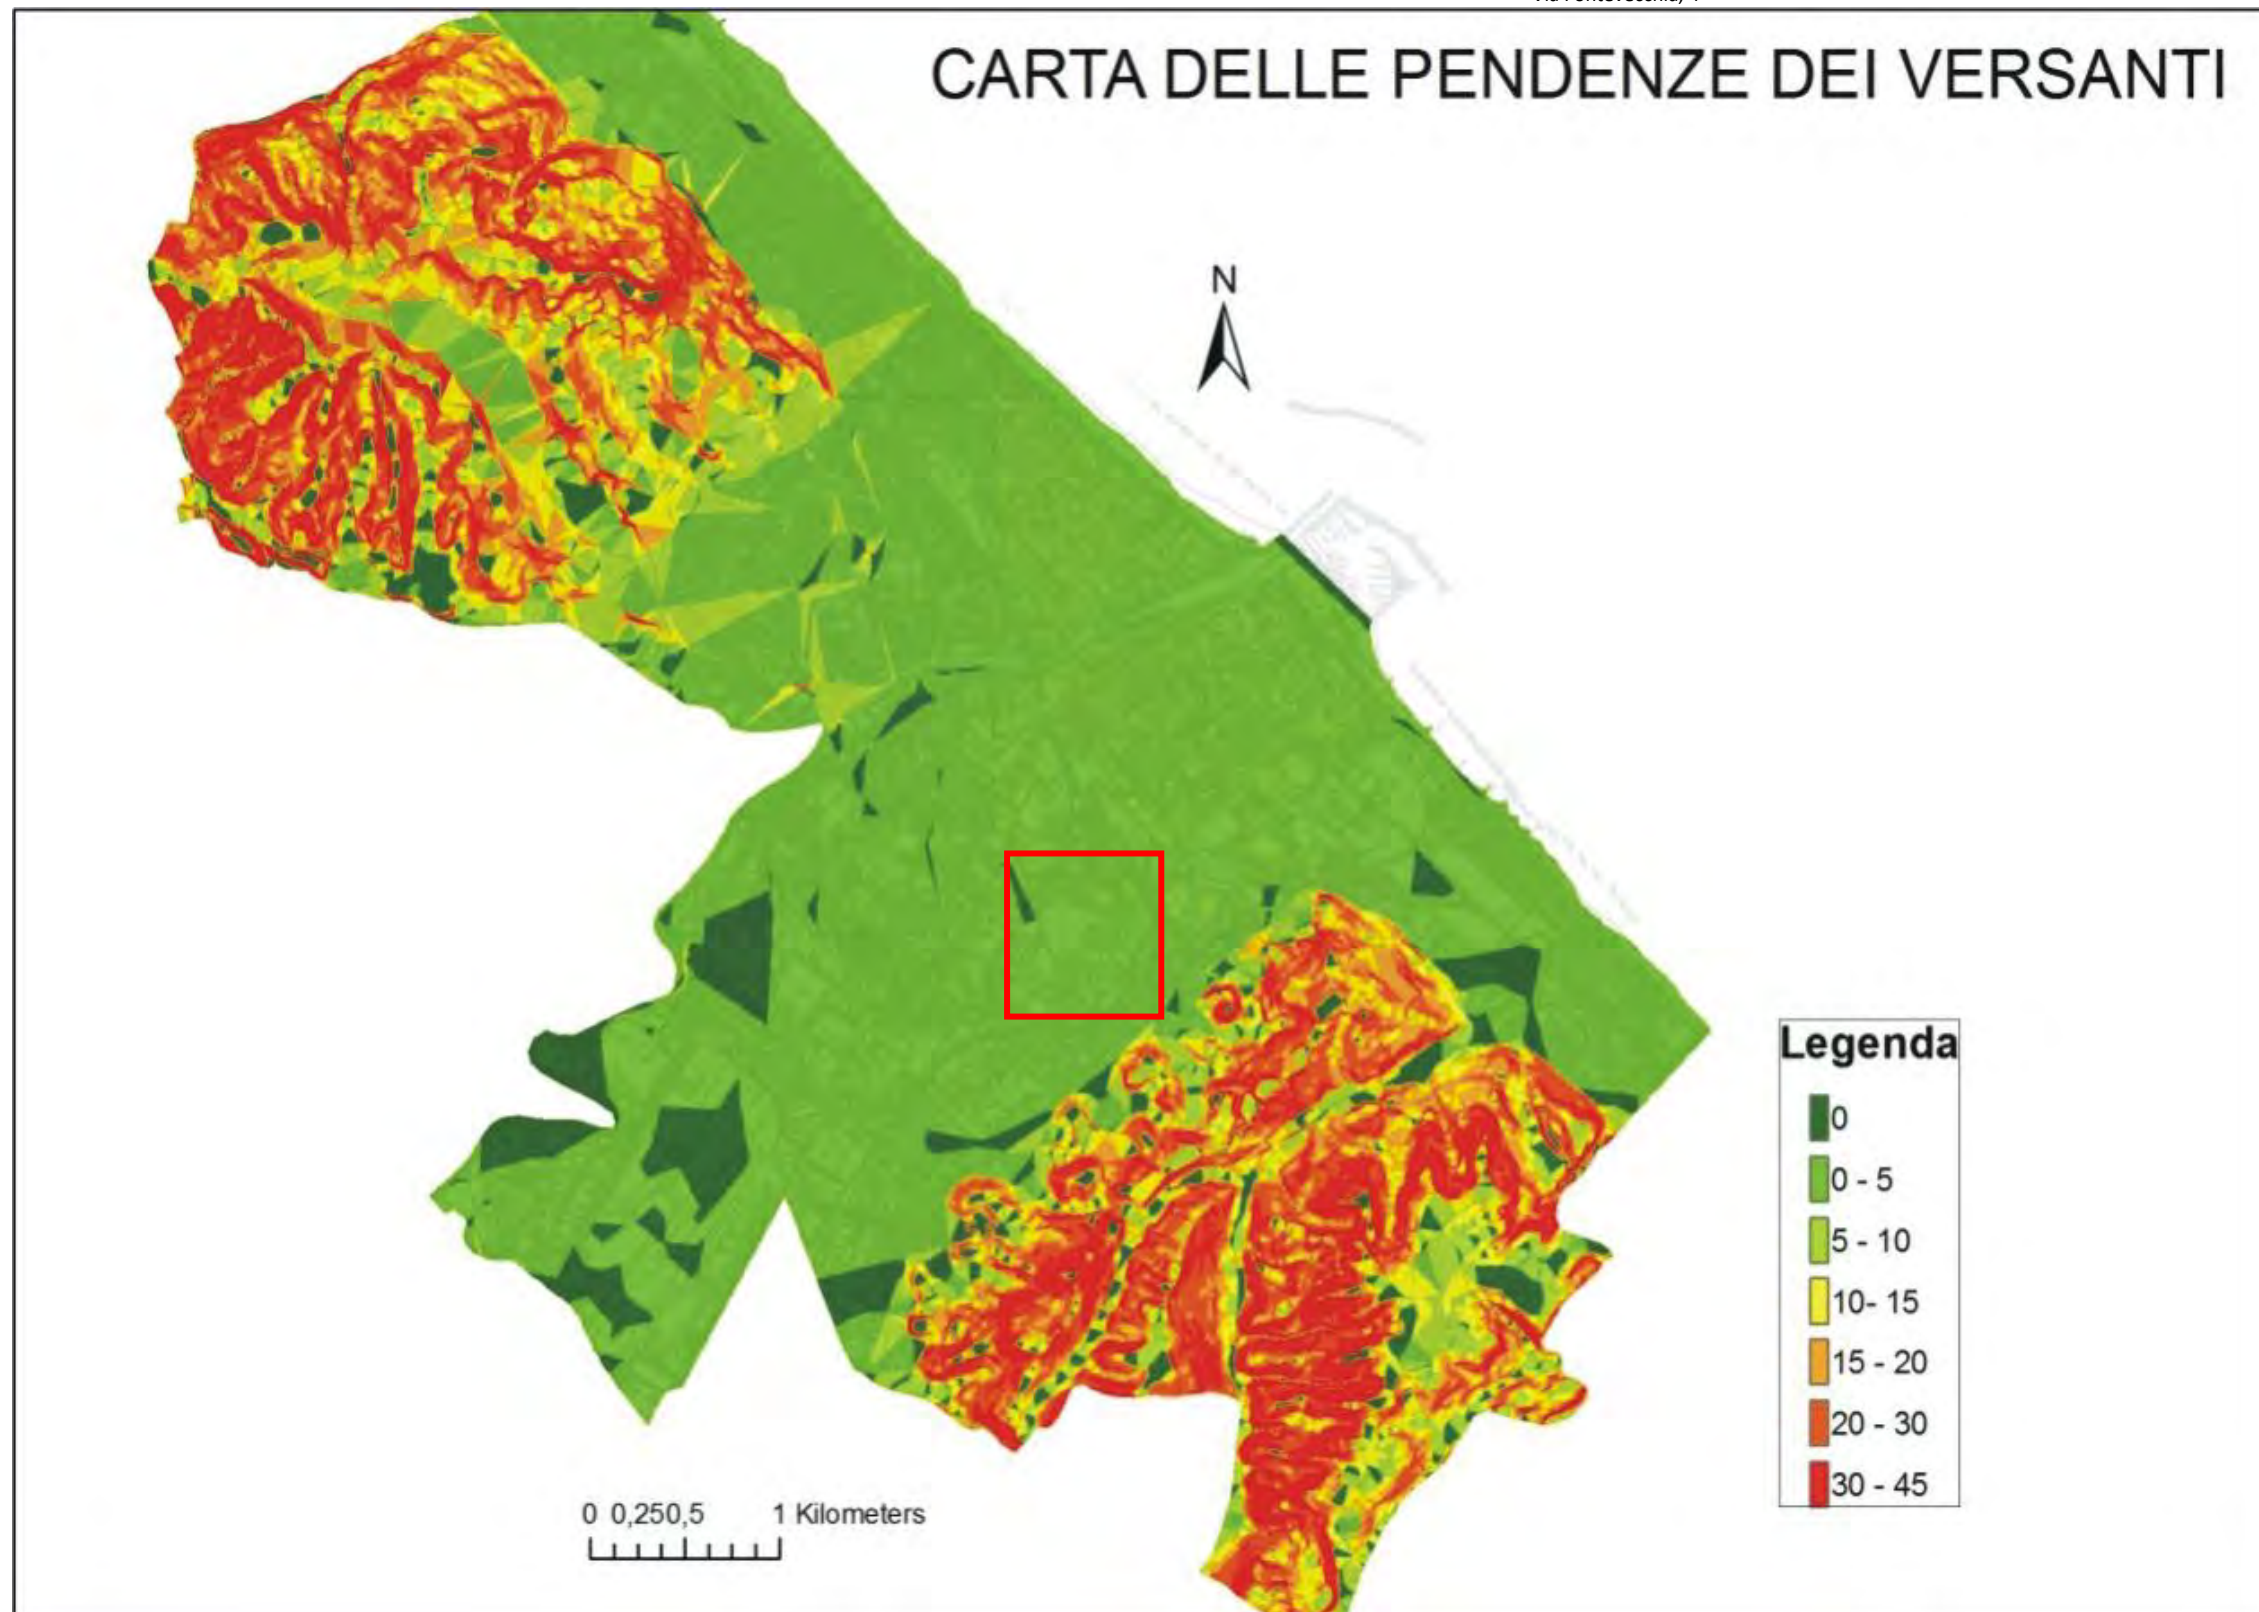 CARTA DELLE PENDENZE DEI VERSANTI
N
Legenda
0
0 - 5
5 - 10
10- 15
15 - 20
20 - 30
30 - 45
0 0,250,5 1 Kilometers